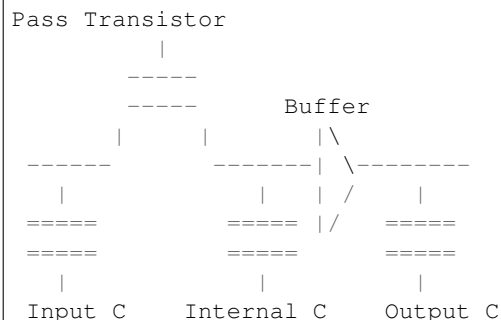 Pass Transistor
Buffer
Input C Internal C Output C